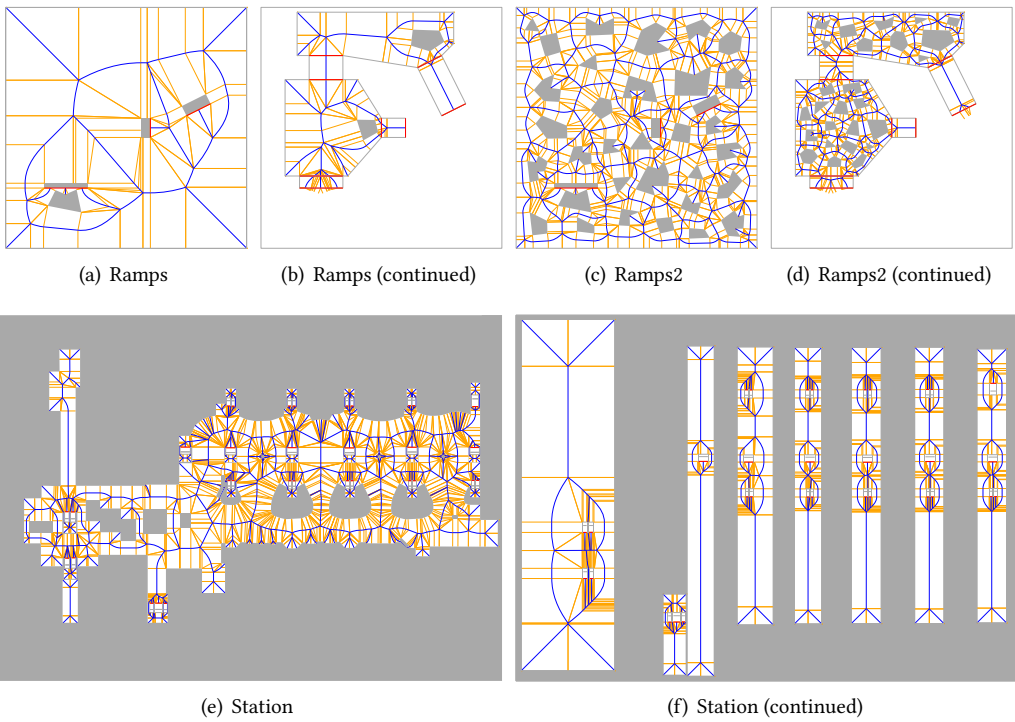 (a) Ramps
(b) Ramps (continued)
(c) Ramps2
(d) Ramps2 (continued)
(e) Station
(f) Station (continued)